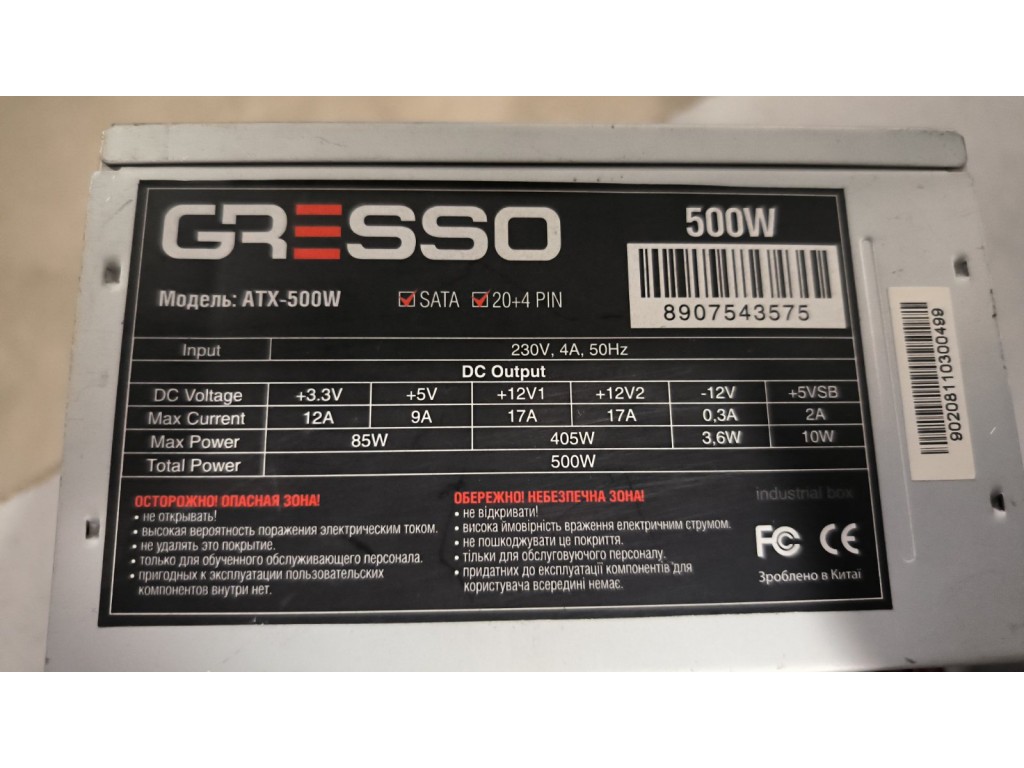 GRESSO
500W
8907543575
Модель: ATX-500W SATA 20+4 PIN
Input 230V, 4A, 50Hz
DC Output
DC Voltage +3.3V +5V +12V1 +12V2 -12V +5VSB
Max Current 12A 9A 17A 17A 0,3A 2A
Max Power 85W 405W 3,6W 10W
Total Power 500W
ОСТОРОЖНО! ОПАСНАЯ ЗОНА!
• не открывать!
• высокая вероятность поражения электрическим током.
• не удалять это покрытие.
• только для обученного обслуживающего персонала.
• пригодных к эксплуатации пользовательских
компонентов внутри нет.
ОБЕРЕЖНО! НЕБЕЗПЕЧНА ЗОНА!
• не відкривати!
• висока ймовірність враження електричним струмом.
• не пошкоджувати це покриття.
• тільки для обслуговуючого персоналу.
• придатних до експлуатації компонентів для
користувача всередині немає.
industrial box
FC CE
Зроблено в Китаї
9020811030049​9